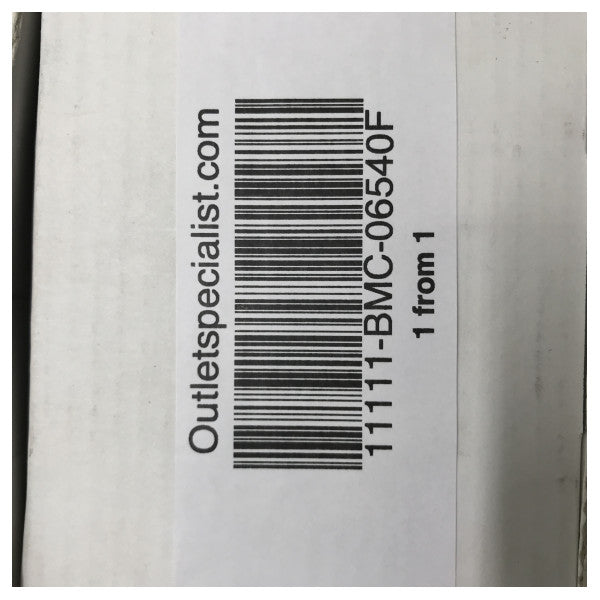 Outletspecialist.com
11111-BMC-06540F
1 from 1